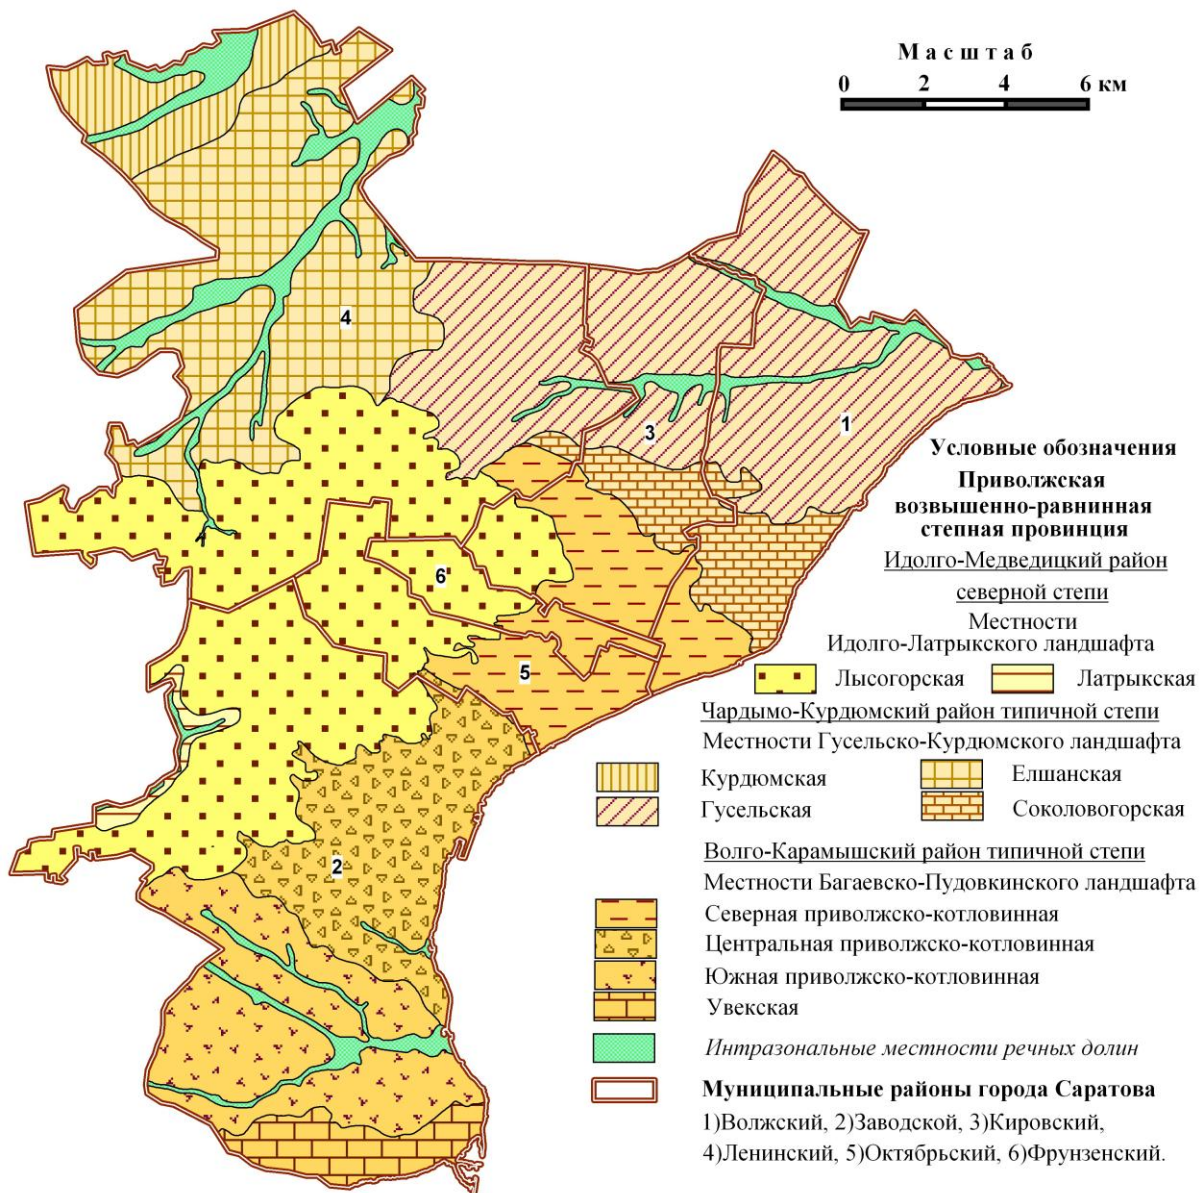 М а с ш т а б
0 2 4 6 км
4
3
1
6
5
2
Условные обозначения
Приволжская
возвышенно-равнинная
степная провинция
Идолго-Медведицкий район
северной степи
Местности
Идолго-Латрыкского ландшафта
Лысогорская Латрыкская
Чардымо-Курдюмский район типичной степи
Местности Гусельско-Курдюмского ландшафта
Курдюмская Елшанская
Гусельская Соколовогорская
Волго-Карамышский район типичной степи
Местности Багаевско-Пудовкинского ландшафта
Северная приволжско-котловинная
Центральная приволжско-котловинная
Южная приволжско-котловинная
Увекская
Интразональные местности речных долин
Муниципальные районы города Саратова
1)Волжский, 2)Заводской, 3)Кировский,
4)Ленинский, 5)Октябрьский, 6)Фрунзенский.